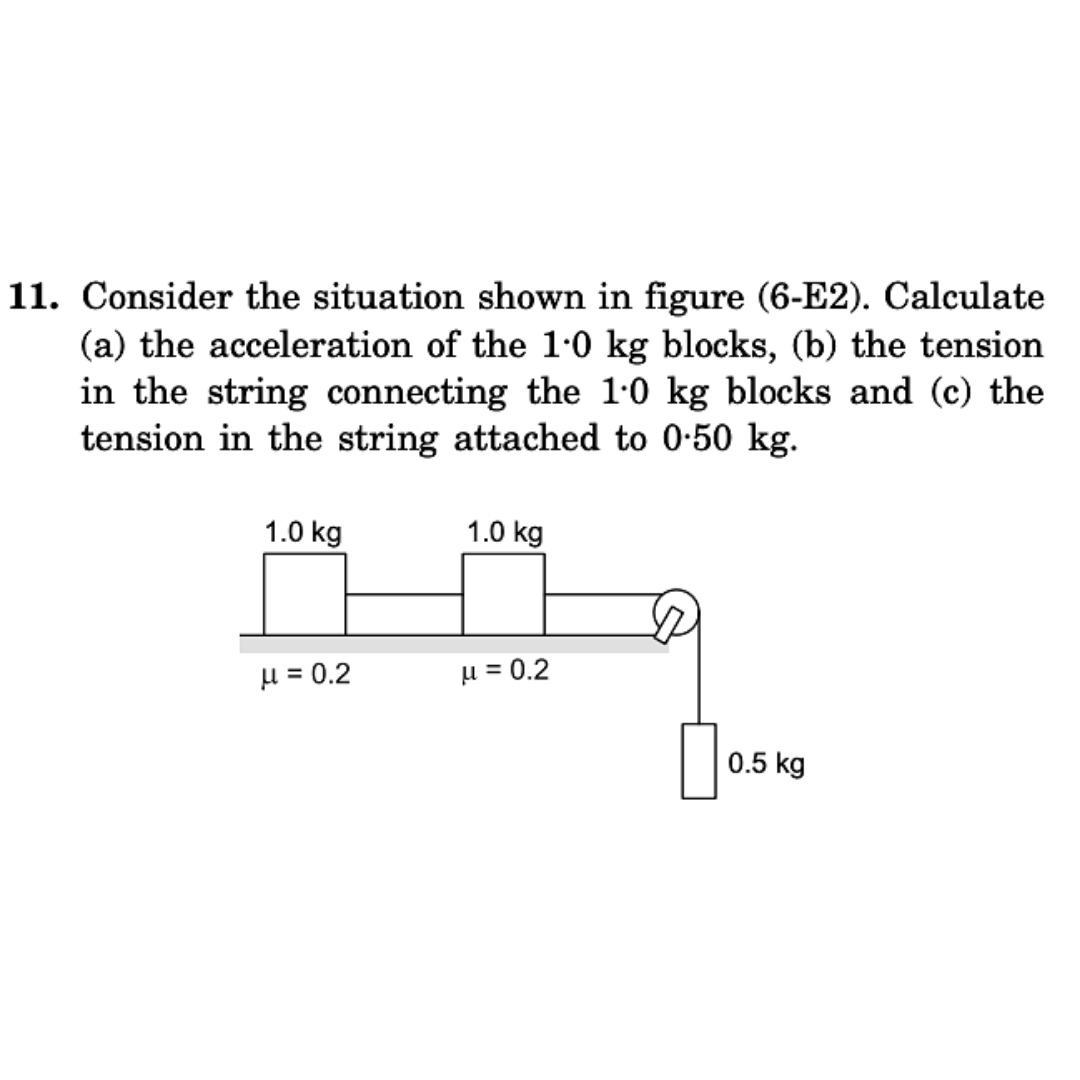 11. Consider the situation shown in figure (6-E2). Calculate
(a) the acceleration of the 1·0 kg blocks, (b) the tension
in the string connecting the 1·0 kg blocks and (c) the
tension in the string attached to 0·50 kg.
1.0 kg 1.0 kg
μ = 0.2 μ = 0.2
0.5 kg